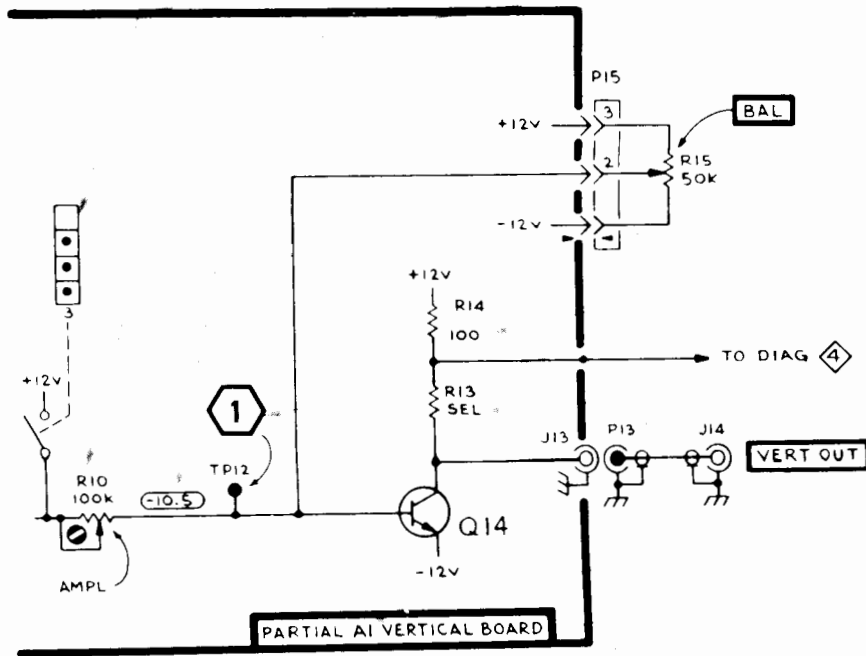 P15
+12V
3
BAL
2
R15
50K
-12V
3
+12V
R14
100
TO DIAG 4
+12V
1
R13
SEL
J13
P13
J14
VERT OUT
R10
100K
-10.5
TP12
Q14
AMPL
-12V
PARTIAL A1 VERTICAL BOARD